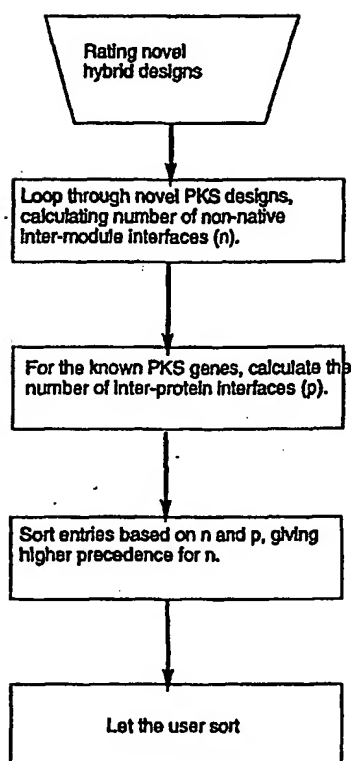 Rating novel
hybrid designs
Loop through novel PKS designs,
calculating number of non-native
inter-module interfaces (n).
For the known PKS genes, calculate the
number of inter-protein interfaces (p).
Sort entries based on n and p, giving
higher precedence for n.
Let the user sort